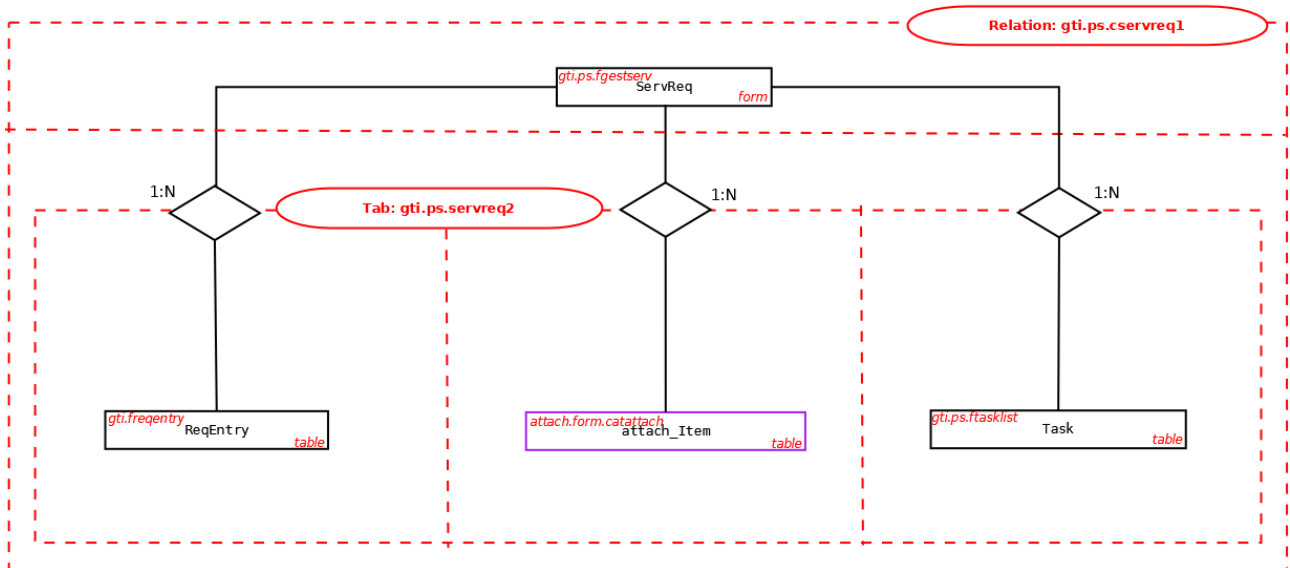 Relation: gti.ps.cservreq1
gti.ps.fgestserv
ServReq
form
1:N
1:N
1:N
Tab: gti.ps.servreq2
gti.freqentry
ReqEntry
table
attach.form.catattach
attach_Item
table
gti.ps.ftasklist
Task
table